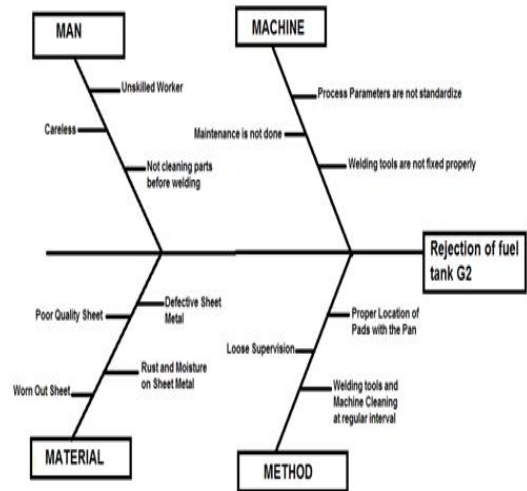 MAN
MACHINE
Unskilled Worker
Careless
Not cleaning parts
before welding
Process Parameters are not standardize
Maintenance is not done
Welding tools are not fixed properly
Rejection of fuel
tank G2
Defective Sheet
Metal
Poor Quality Sheet
Rust and Moisture
on Sheet Metal
Worn Out Sheet
Proper Location of
Pads with the Pan
Loose Supervision
Welding tools and
Machine Cleaning
at regular interval
MATERIAL
METHOD